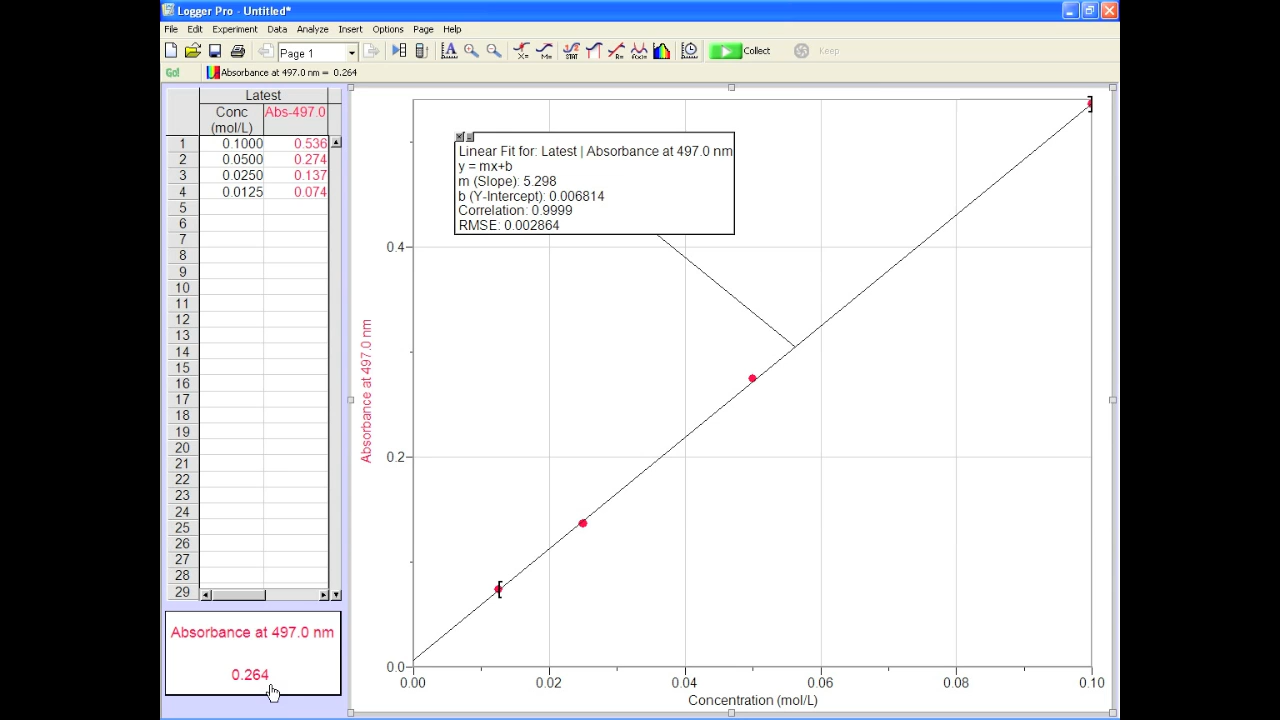 Logger Pro - Untitled*
File Edit Experiment Data Analyze Insert Options Page Help
Page 1 Collect Keep
Go! Absorbance at 497.0 nm = 0.264
Latest
Conc (mol/L) Abs-497.0
1 0.1000 0.536
2 0.0500 0.274
3 0.0250 0.137
4 0.0125 0.074
5
6
7
8
9
10
11
12
13
14
15
16
17
18
19
20
21
22
23
24
25
26
27
28
29
Absorbance at 497.0 nm
0.264
Linear Fit for: Latest | Absorbance at 497.0 nm
y = mx+b
m (Slope): 5.298
b (Y-Intercept): 0.006814
Correlation: 0.9999
RMSE: 0.002864
Absorbance at 497.0 nm
0.4
0.2
0.0
0.00 0.02 0.04 0.06 0.08 0.10
Concentration (mol/L)